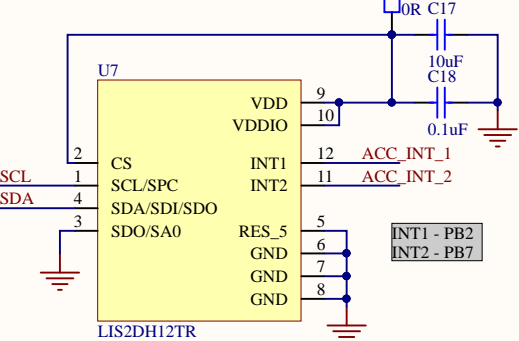 0R
C17
10uF
C18
0.1uF
U7
VDD 9
VDDIO 10
2 CS
INT1 12 ACC_INT_1
SCL 1 SCL/SPC
INT2 11 ACC_INT_2
SDA 4 SDA/SDI/SDO
3 SDO/SA0
RES_5 5
GND 6
GND 7
GND 8
INT1 - PB2
INT2 - PB7
LIS2DH12TR